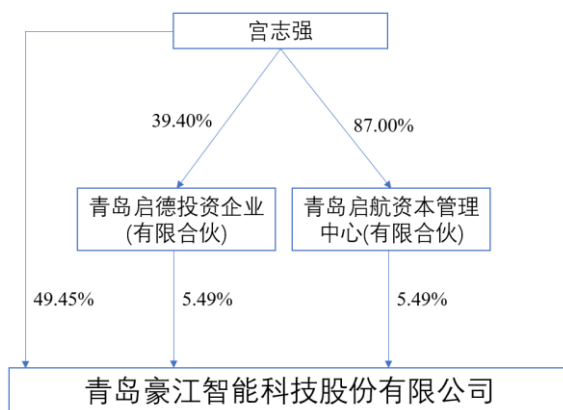 宫志强
39.40%
87.00%
青岛启德投资企业
(有限合伙)
青岛启航资本管理
中心(有限合伙)
49.45%
5.49%
5.49%
青岛豪江智能科技股份有限公司